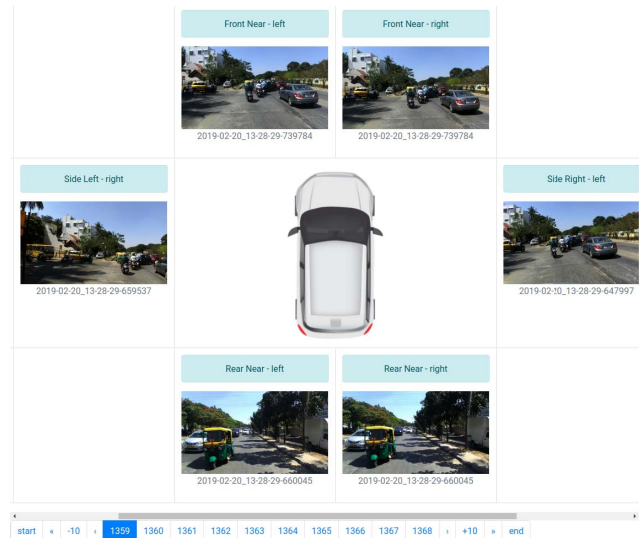 Front Near - left
Front Near - right
2019-02-20_13-28-29-739784
2019-02-20_13-28-29-739784
Side Left - right
Side Right - left
2019-02-20_13-28-29-659537
2019-02-20_13-28-29-647997
Rear Near - left
Rear Near - right
2019-02-20_13-28-29-660045
2019-02-20_13-28-29-660045
start « -10 ‹ 1359 1360 1361 1362 1363 1364 1365 1366 1367 1368 › +10 » end